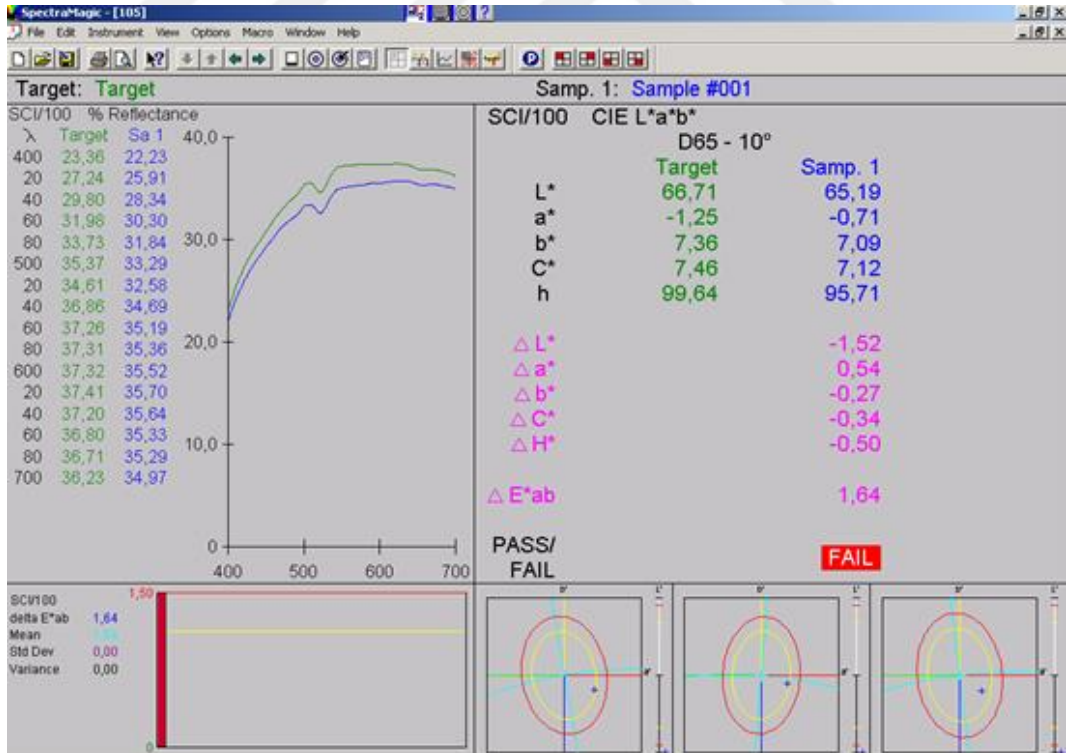 SpectraMagic - [105]
File Edit Instrument View Options Macro Window Help
Target: Target
Samp. 1: Sample #001
SCI/100 % Reflectance
λ Target Sa 1
400 23,36 22,23
20 27,24 25,91
40 29,80 28,34
60 31,98 30,30
80 33,73 31,84
500 35,37 33,29
20 34,61 32,58
40 36,86 34,69
60 37,26 35,19
80 37,31 35,36
600 37,32 35,52
20 37,41 35,70
40 37,20 35,64
60 36,80 35,33
80 36,71 35,29
700 36,23 34,97
40,0
30,0
20,0
10,0
0
400 500 600 700
SCI/100 CIE L*a*b*
D65 - 10°
Target Samp. 1
L* 66,71 65,19
a* -1,25 -0,71
b* 7,36 7,09
C* 7,46 7,12
h 99,64 95,71
△ L* -1,52
△ a* 0,54
△ b* -0,27
△ C* -0,34
△ H* -0,50
△ E*ab 1,64
PASS/
FAIL
FAIL
SCI/100
delta E*ab 1,64
Mean
Std Dev 0,00
Variance 0,00
1,50
0